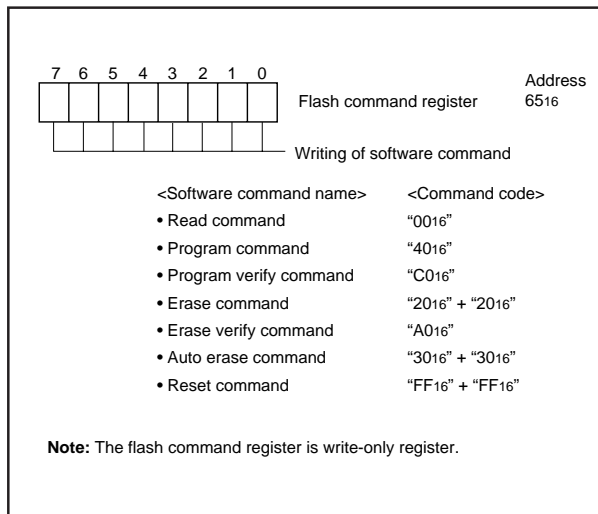 7 6 5 4 3 2 1 0
Address
Flash command register 6516
Writing of software command
<Software command name> <Command code>
• Read command “0016”
• Program command “4016”
• Program verify command “C016”
• Erase command “2016” + “2016”
• Erase verify command “A016”
• Auto erase command “3016” + “3016”
• Reset command “FF16” + “FF16”
Note: The flash command register is write-only register.